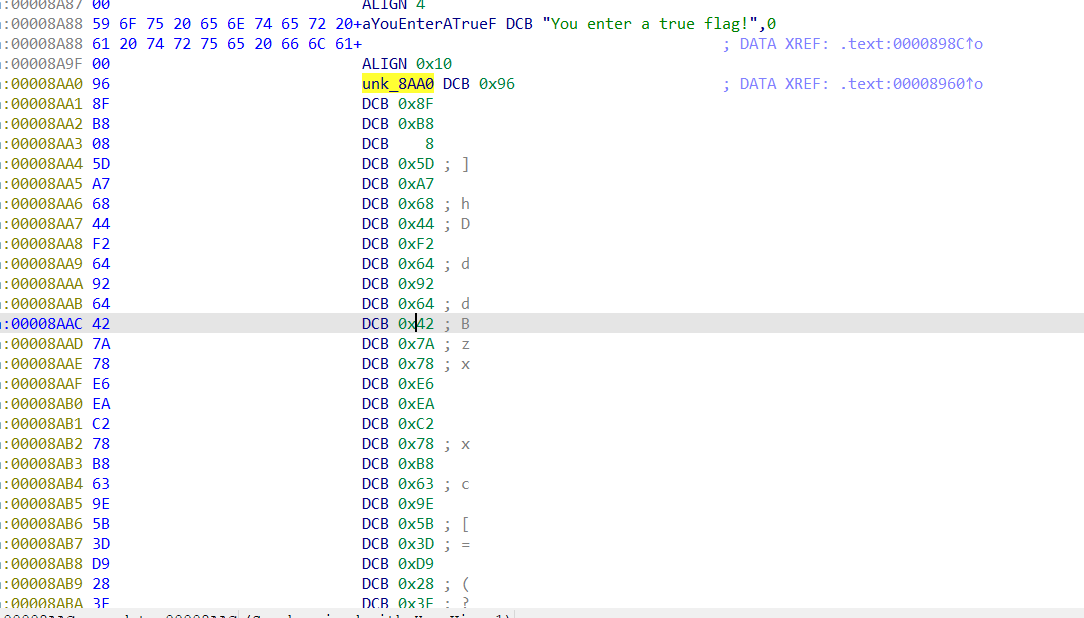 :00008A87 00 ALIGN 4
:00008A88 59 6F 75 20 65 6E 74 65 72 20+aYouEnterATrueF DCB "You enter a true flag!",0
:00008A88 61 20 74 72 75 65 20 66 6C 61+ ; DATA XREF: .text:0000898C↑o
:00008A9F 00 ALIGN 0x10
:00008AA0 96 unk_8AA0 DCB 0x96 ; DATA XREF: .text:00008960↑o
:00008AA1 8F DCB 0x8F
:00008AA2 B8 DCB 0xB8
:00008AA3 08 DCB 8
:00008AA4 5D DCB 0x5D ; ]
:00008AA5 A7 DCB 0xA7
:00008AA6 68 DCB 0x68 ; h
:00008AA7 44 DCB 0x44 ; D
:00008AA8 F2 DCB 0xF2
:00008AA9 64 DCB 0x64 ; d
:00008AAA 92 DCB 0x92
:00008AAB 64 DCB 0x64 ; d
:00008AAC 42 DCB 0x42 ; B
:00008AAD 7A DCB 0x7A ; z
:00008AAE 78 DCB 0x78 ; x
:00008AAF E6 DCB 0xE6
:00008AB0 EA DCB 0xEA
:00008AB1 C2 DCB 0xC2
:00008AB2 78 DCB 0x78 ; x
:00008AB3 B8 DCB 0xB8
:00008AB4 63 DCB 0x63 ; c
:00008AB5 9E DCB 0x9E
:00008AB6 5B DCB 0x5B ; [
:00008AB7 3D DCB 0x3D ; =
:00008AB8 D9 DCB 0xD9
:00008AB9 28 DCB 0x28 ; (
:00008ABA 3F DCB 0x3F ; ?